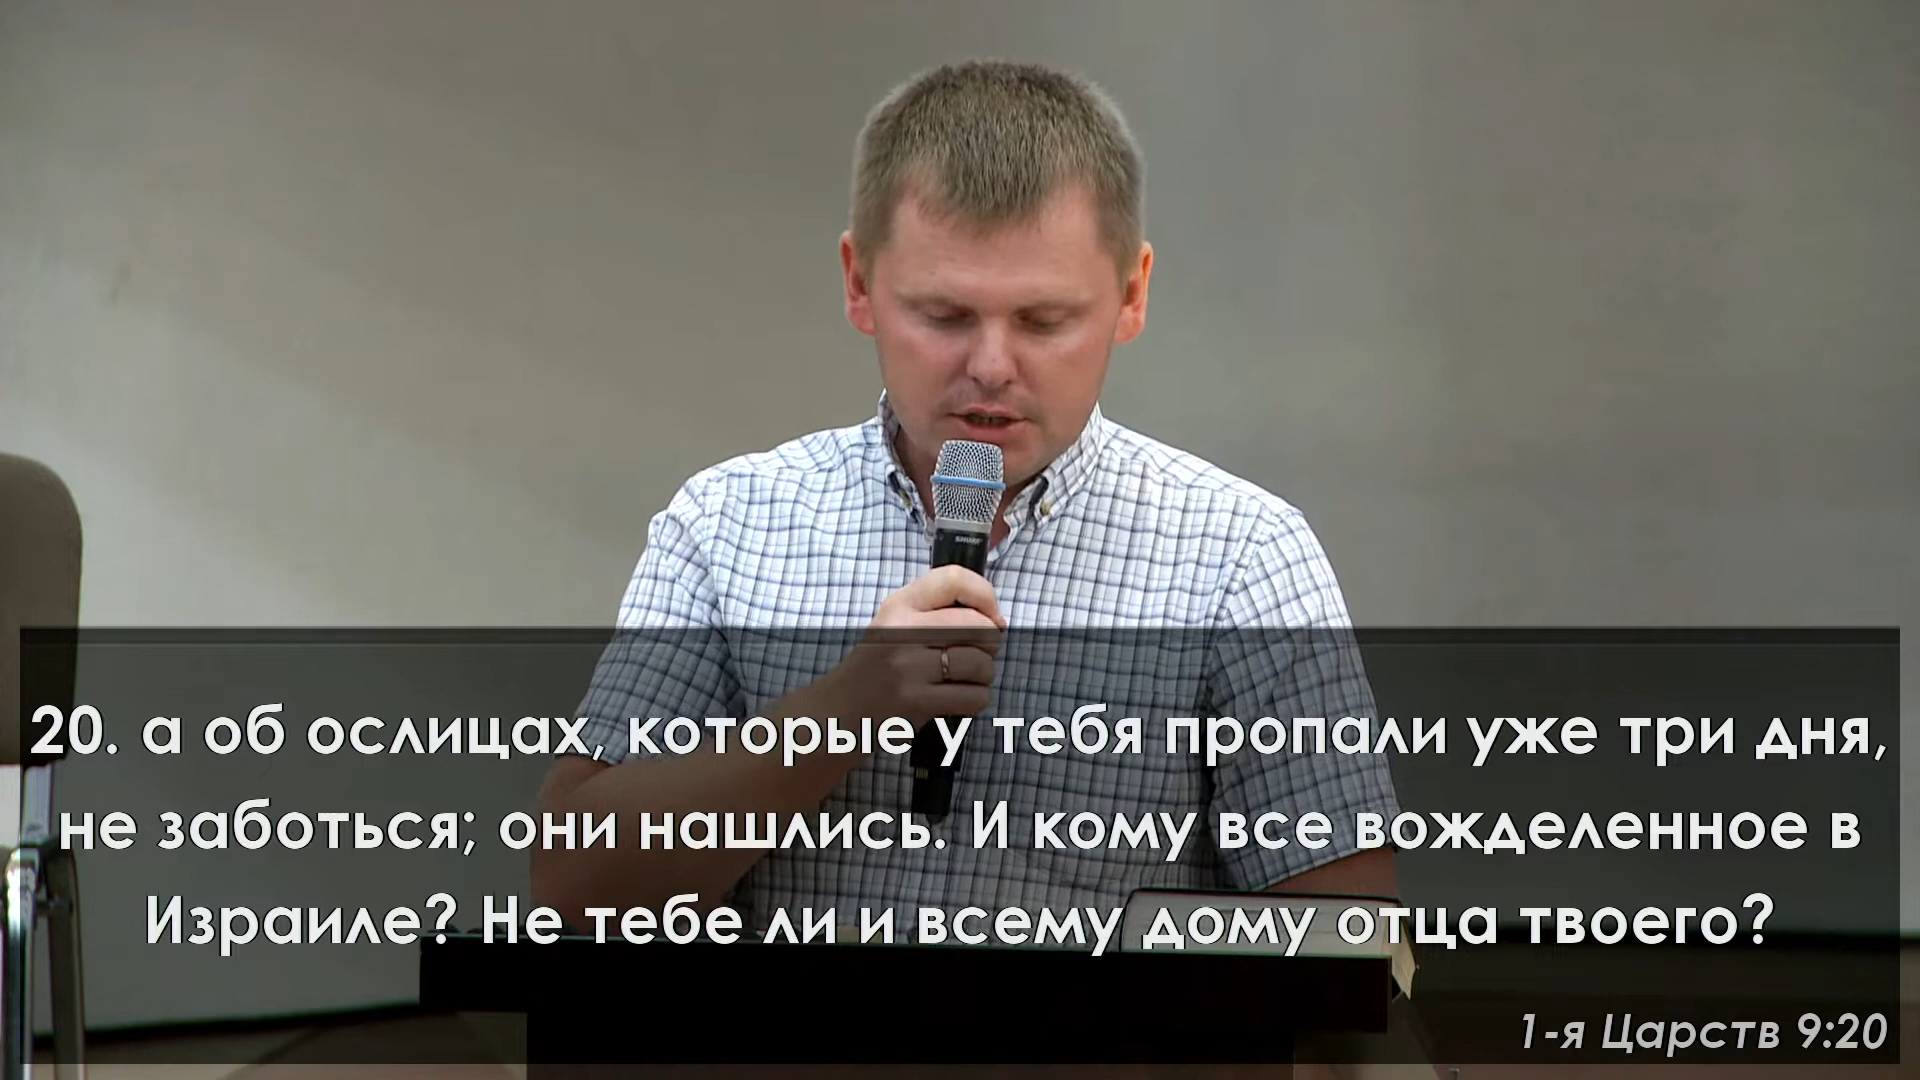 SHURE
20. а об ослицах, которые у тебя пропали уже три дня,
не заботься; они нашлись. И кому все вожделенное в
Израиле? Не тебе ли и всему дому отца твоего?
1-я Царств 9:20